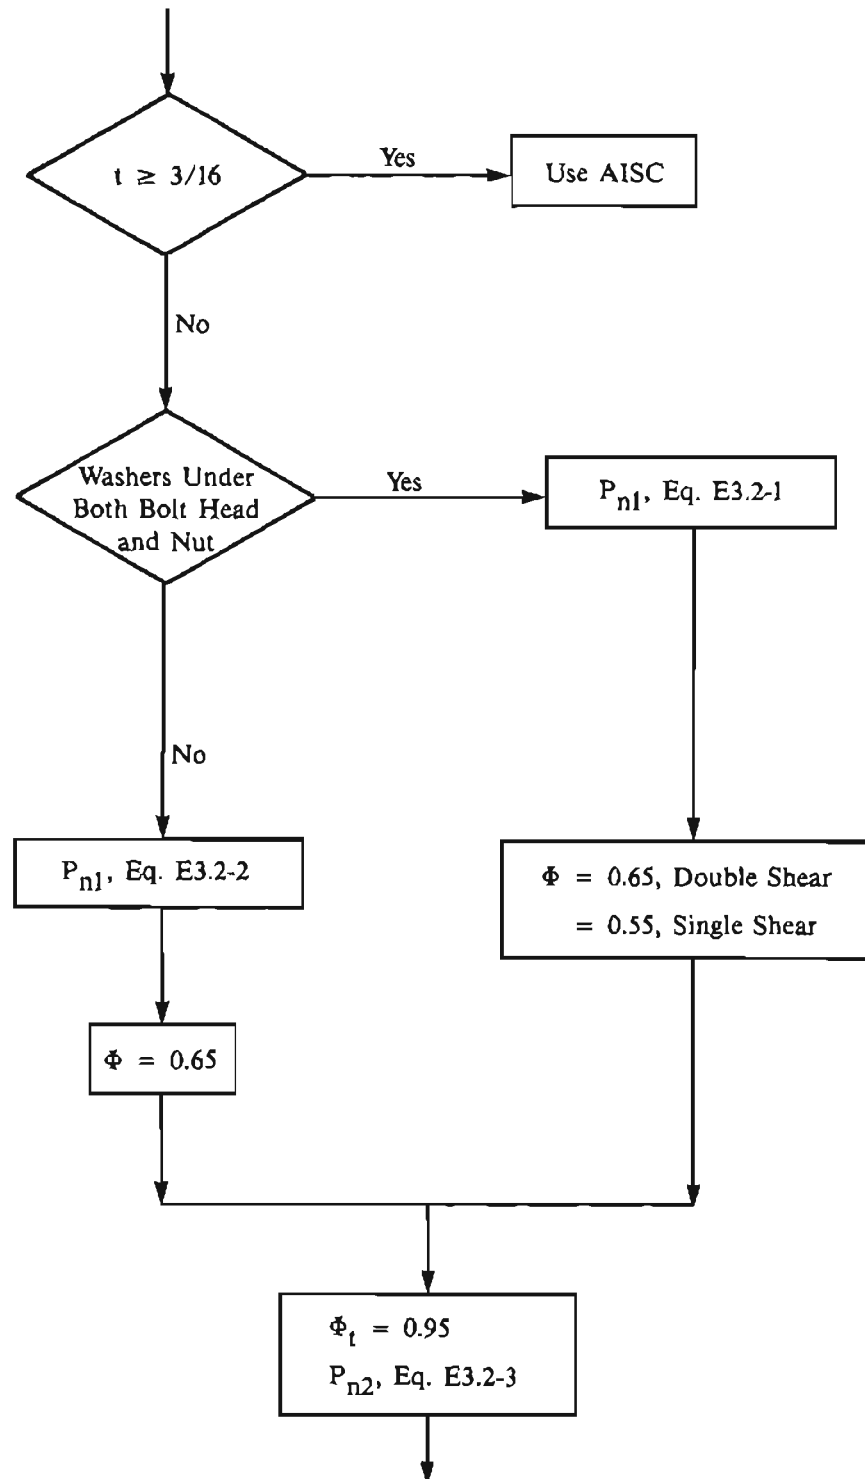 t ≥ 3/16
Yes
Use AISC
No
Washers Under
Both Bolt Head
and Nut
Yes
Pn1, Eq. E3.2-1
No
Pn1, Eq. E3.2-2
Φ = 0.65, Double Shear
= 0.55, Single Shear
Φ = 0.65
Φt = 0.95
Pn2, Eq. E3.2-3